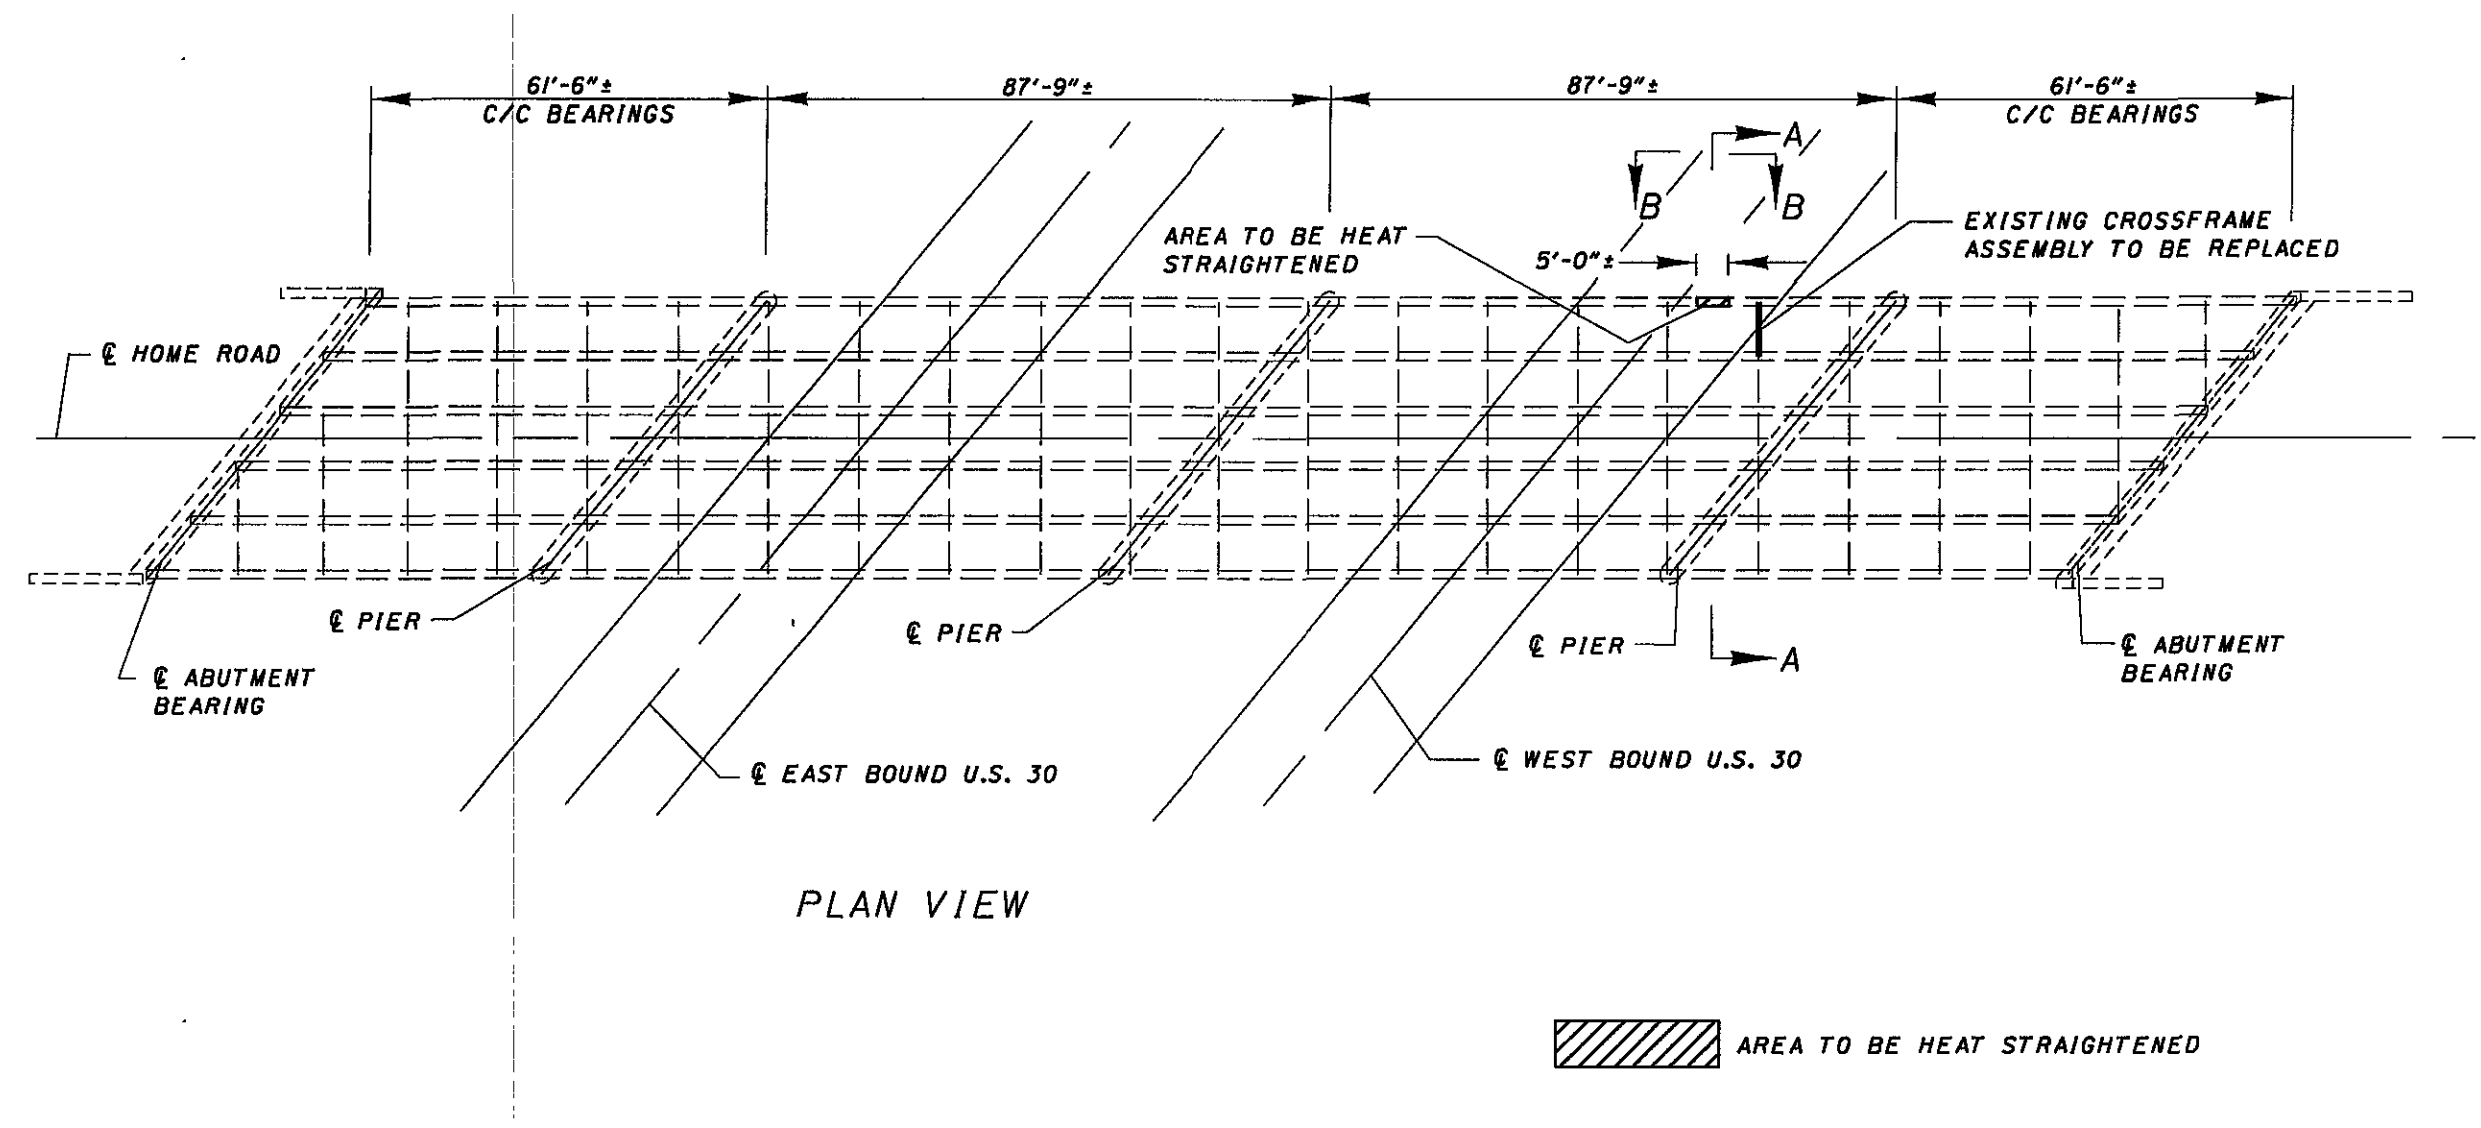 61'-6"±
C/C BEARINGS
87'-9"±
87'-9"±
61'-6"±
C/C BEARINGS
A
B
B
AREA TO BE HEAT
STRAIGHTENED
5'-0"±
EXISTING CROSSFRAME
ASSEMBLY TO BE REPLACED
℄ HOME ROAD
℄ PIER
℄ PIER
℄ PIER
A
℄ ABUTMENT
BEARING
℄ ABUTMENT
BEARING
℄ EAST BOUND U.S. 30
℄ WEST BOUND U.S. 30
PLAN VIEW
AREA TO BE HEAT STRAIGHTENED